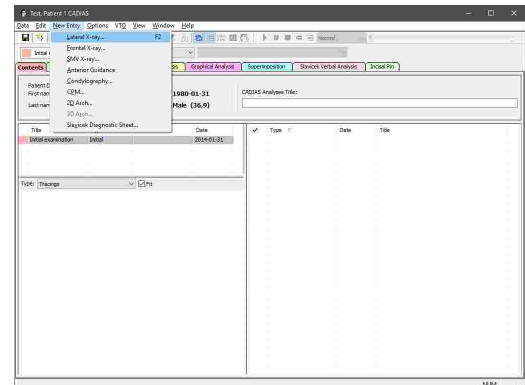 Test, Patient 1 CADIAS
Data Edit New Entry Options VTO View Window Help
Lateral X-ray... F2
Frontal X-ray...
SMV X-ray...
Anterior Guidance
Condylography...
CPM...
2D Arch...
3D Arch...
Slavicek Diagnostic Sheet...
Normal
Initial
Contents
Graphical Analysis Superimposition Slavicek Verbal Analysis Incisal Pin
Patient D
First nam 1980-01-31 CADIAS Analyses Title:
Last nam Male (36,9)
Title Date Type Date Title
Initial examination Initial 2014-01-31
Type: Tracings Fit
NUM